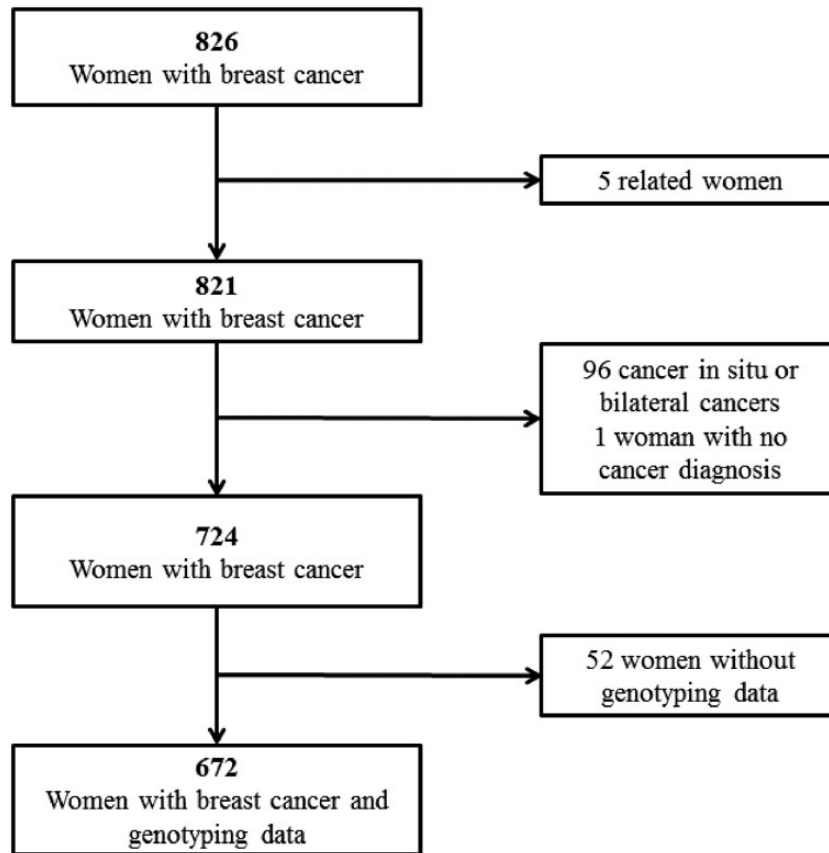 826
Women with breast cancer
5 related women
821
Women with breast cancer
96 cancer in situ or
bilateral cancers
1 woman with no
cancer diagnosis
724
Women with breast cancer
52 women without
genotyping data
672
Women with breast cancer and
genotyping data